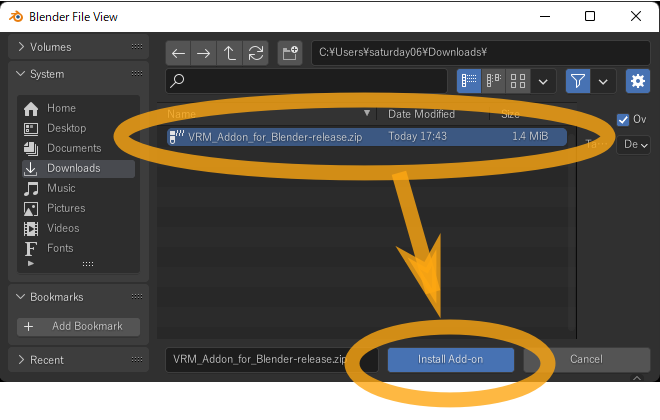 Blender File View
Volumes
System
Home
Desktop
Documents
Downloads
Music
Pictures
Videos
Fonts
Bookmarks
Add Bookmark
Recent
C:¥Users¥saturday06¥Downloads¥
Name Date Modified Size
VRM_Addon_for_Blender-release.zip Today 17:43 1.4 MiB
Ov
De
VRM_Addon_for_Blender-release.zip Install Add-on Cancel